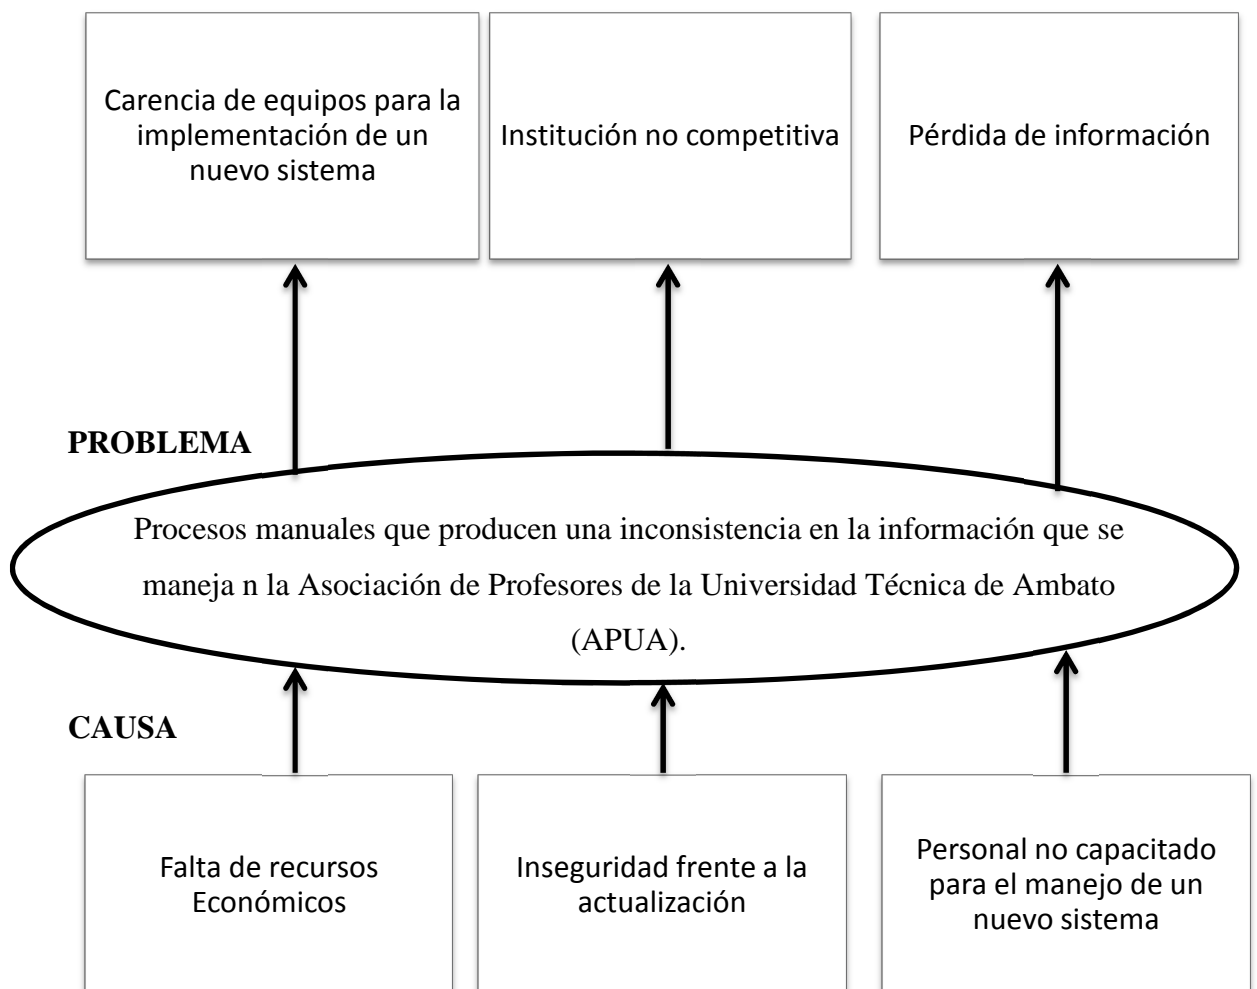 Carencia de equipos para la
implementación de un
nuevo sistema
Institución no competitiva
Pérdida de información
PROBLEMA
Procesos manuales que producen una inconsistencia en la información que se
maneja n la Asociación de Profesores de la Universidad Técnica de Ambato
(APUA).
CAUSA
Falta de recursos
Económicos
Inseguridad frente a la
actualización
Personal no capacitado
para el manejo de un
nuevo sistema